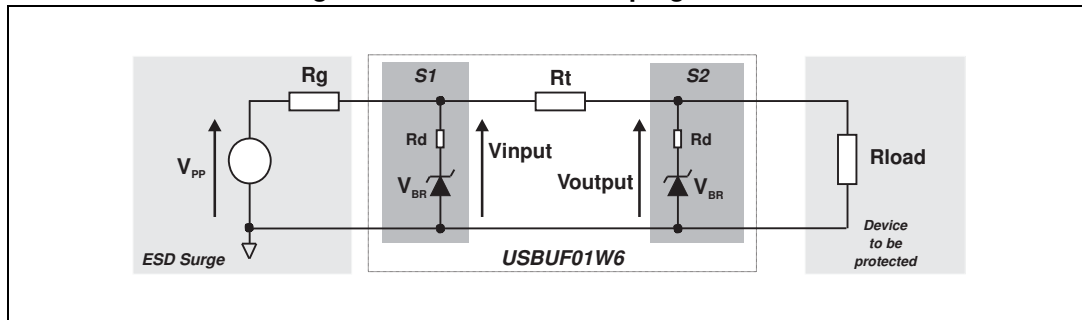 S1
S2
Rg
Rt
Rd
Rd
Vinput
Voutput
VPP
VBR
VBR
Rload
ESD Surge
USBUF01W6
Device
to be
protected